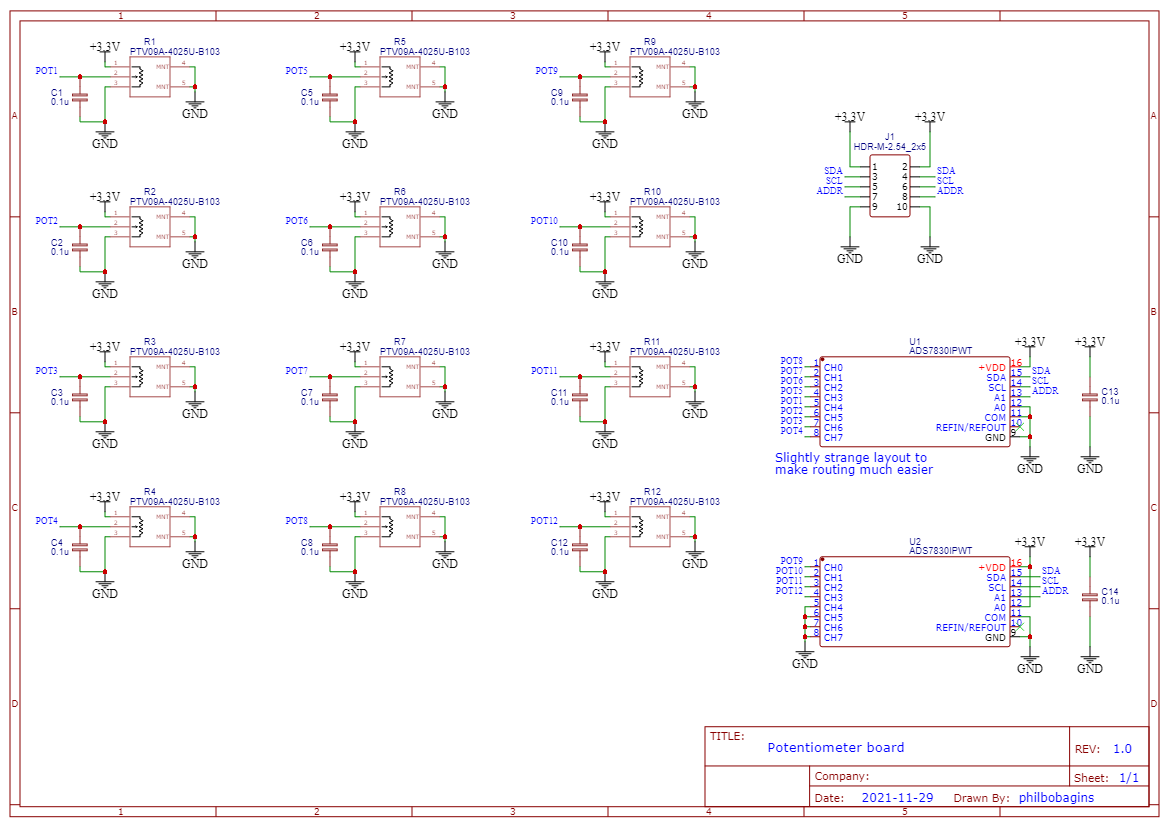 1 2 3 4 5
A A
B B
C C
D D
+3.3V R1
PTV09A-4025U-B103
POT1
1 MNT 4
2
3 MNT 5
C1
0.1u
GND
GND
+3.3V R5
PTV09A-4025U-B103
POT5
1 MNT 4
2
3 MNT 5
C5
0.1u
GND
GND
+3.3V R9
PTV09A-4025U-B103
POT9
1 MNT 4
2
3 MNT 5
C9
0.1u
GND
GND
+3.3V R2
PTV09A-4025U-B103
POT2
1 MNT 4
2
3 MNT 5
C2
0.1u
GND
GND
+3.3V R6
PTV09A-4025U-B103
POT6
1 MNT 4
2
3 MNT 5
C6
0.1u
GND
GND
+3.3V R10
PTV09A-4025U-B103
POT10
1 MNT 4
2
3 MNT 5
C10
0.1u
GND
GND
+3.3V R3
PTV09A-4025U-B103
POT3
1 MNT 4
2
3 MNT 5
C3
0.1u
GND
GND
+3.3V R7
PTV09A-4025U-B103
POT7
1 MNT 4
2
3 MNT 5
C7
0.1u
GND
GND
+3.3V R11
PTV09A-4025U-B103
POT11
1 MNT 4
2
3 MNT 5
C11
0.1u
GND
GND
+3.3V R4
PTV09A-4025U-B103
POT4
1 MNT 4
2
3 MNT 5
C4
0.1u
GND
GND
+3.3V R8
PTV09A-4025U-B103
POT8
1 MNT 4
2
3 MNT 5
C8
0.1u
GND
GND
+3.3V R12
PTV09A-4025U-B103
POT12
1 MNT 4
2
3 MNT 5
C12
0.1u
GND
GND
+3.3V +3.3V
J1
HDR-M-2.54_2x5
1 2
SDA 3 4 SDA
SCL 5 6 SCL
ADDR 7 8 ADDR
9 10
GND GND
U1
ADS7830IPWT
+3.3V +3.3V
POT8 1 CH0 +VDD 16
POT7 2 CH1 SDA 15 SDA
POT6 3 CH2 SCL 14 SCL
POT5 4 CH3 A1 13 ADDR
POT1 5 CH4 A0 12
POT2 6 CH5 COM 11
POT3 7 CH6 REFIN/REFOUT 10
POT4 8 CH7 GND 9
C13
0.1u
GND GND
Slightly strange layout to
make routing much easier
U2
ADS7830IPWT
+3.3V +3.3V
POT9 1 CH0 +VDD 16
POT10 2 CH1 SDA 15 SDA
POT11 3 CH2 SCL 14 SCL
POT12 4 CH3 A1 13 ADDR
5 CH4 A0 12
6 CH5 COM 11
7 CH6 REFIN/REFOUT 10
8 CH7 GND 9
C14
0.1u
GND GND GND
TITLE:
Potentiometer board
REV: 1.0
Company:
Sheet: 1/1
Date: 2021-11-29 Drawn By: philbobagins
1 2 3 4 5